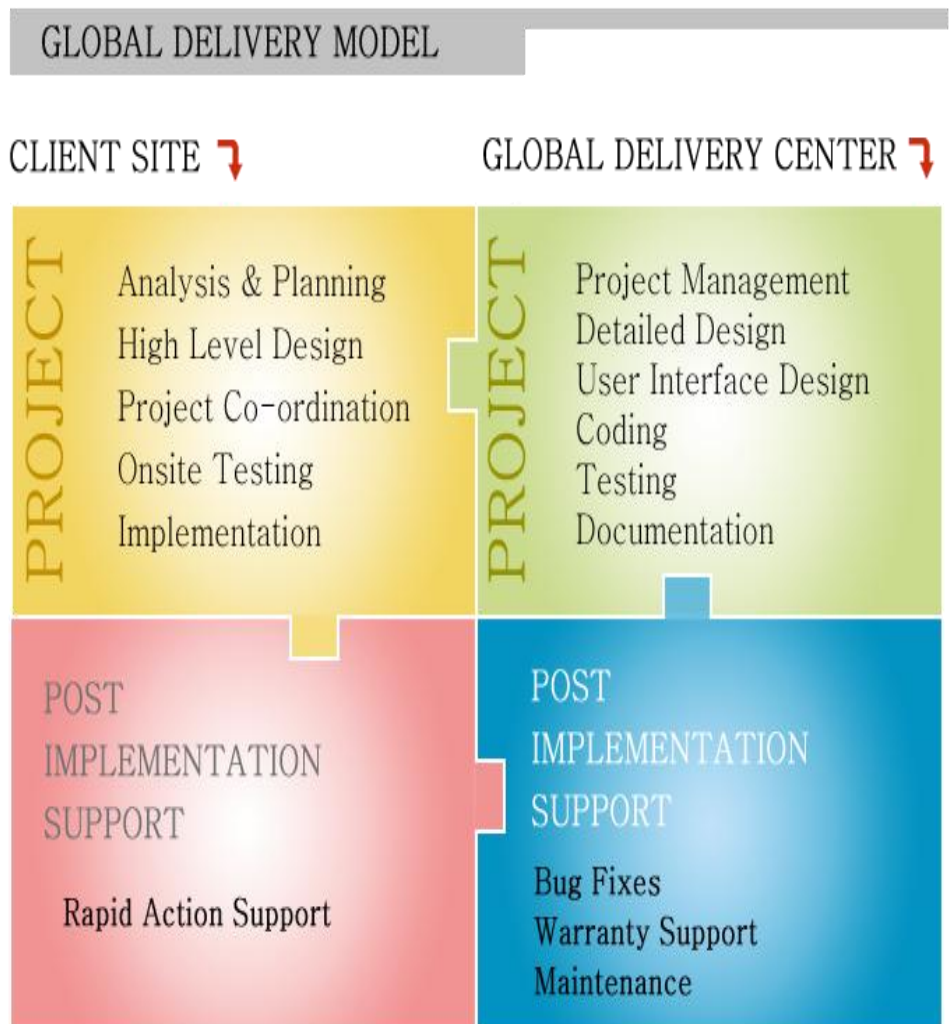 GLOBAL DELIVERY MODEL
CLIENT SITE
GLOBAL DELIVERY CENTER
PROJECT
Analysis & Planning
High Level Design
Project Co-ordination
Onsite Testing
Implementation
PROJECT
Project Management
Detailed Design
User Interface Design
Coding
Testing
Documentation
POST
IMPLEMENTATION
SUPPORT
Rapid Action Support
POST
IMPLEMENTATION
SUPPORT
Bug Fixes
Warranty Support
Maintenance